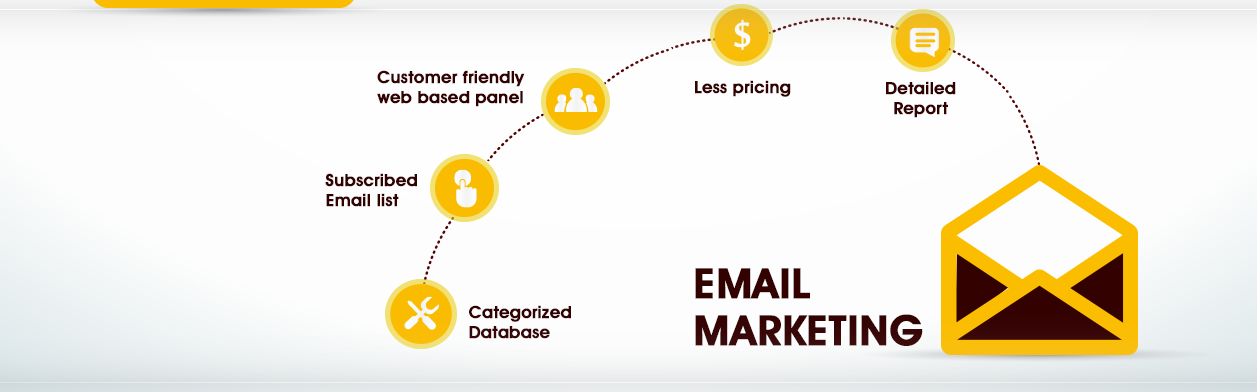 Customer friendly
web based panel
Less pricing
Detailed
Report
Subscribed
Email list
Categorized
Database
EMAIL
MARKETING